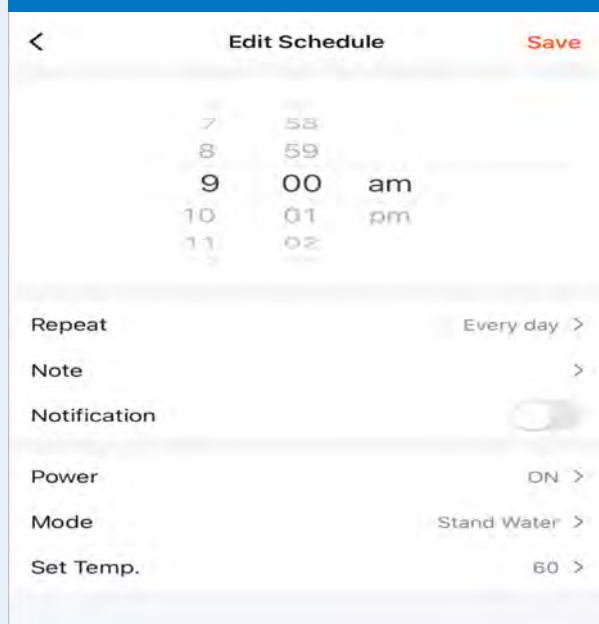 Edit Schedule Save
7 58
8 59
9 00 am
10 01 pm
11 02
Repeat Every day
Note
Notification
Power ON
Mode Stand Water
Set Temp. 60